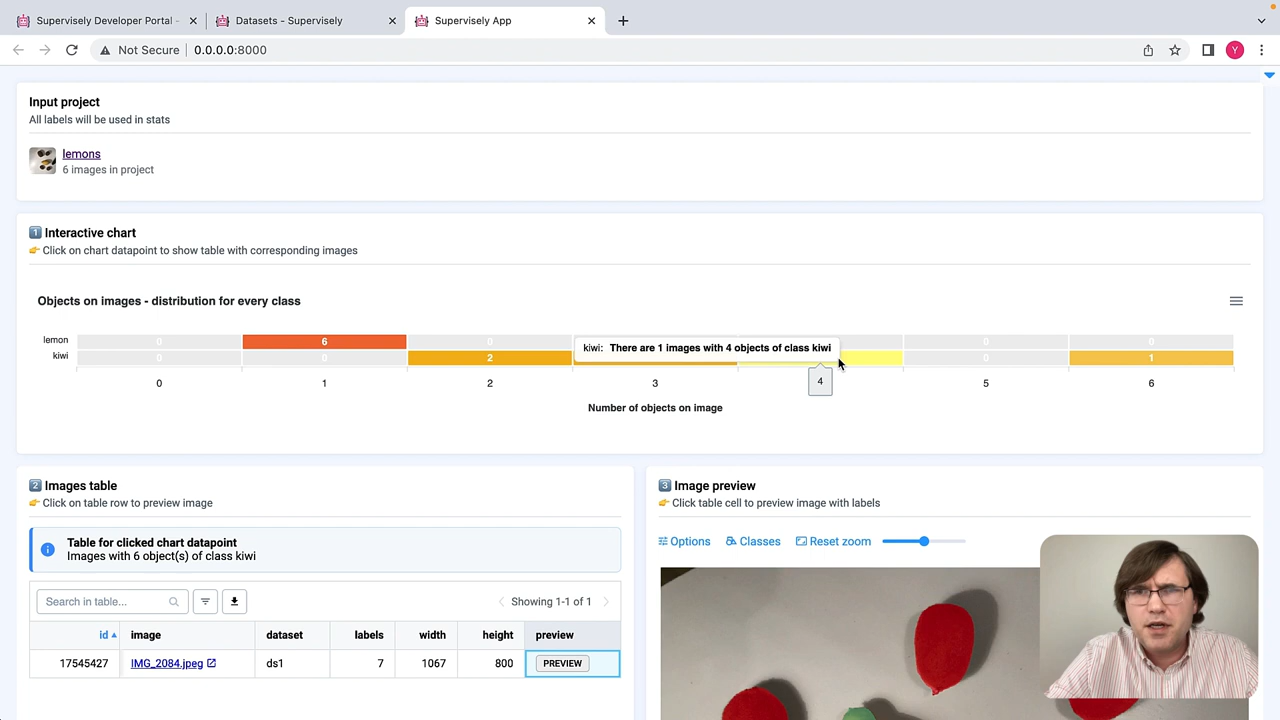 Supervisely Developer Portal -
Datasets - Supervisely
Supervisely App
Not Secure
0.0.0.0:8000
Y
Input project
All labels will be used in stats
lemons
6 images in project
1 Interactive chart
👉 Click on chart datapoint to show table with corresponding images
Objects on images - distribution for every class
lemon 0 6 0 0 0
kiwi 0 0 2 0 1
kiwi: There are 1 images with 4 objects of class kiwi
0 1 2 3 4 5 6
Number of objects on image
2 Images table
👉 Click on table row to preview image
Table for clicked chart datapoint
Images with 6 object(s) of class kiwi
Search in table...
Showing 1-1 of 1
id image dataset labels width height preview
17545427 IMG_2084.jpeg ds1 7 1067 800 PREVIEW
3 Image preview
👉 Click table cell to preview image with labels
Options Classes Reset zoom